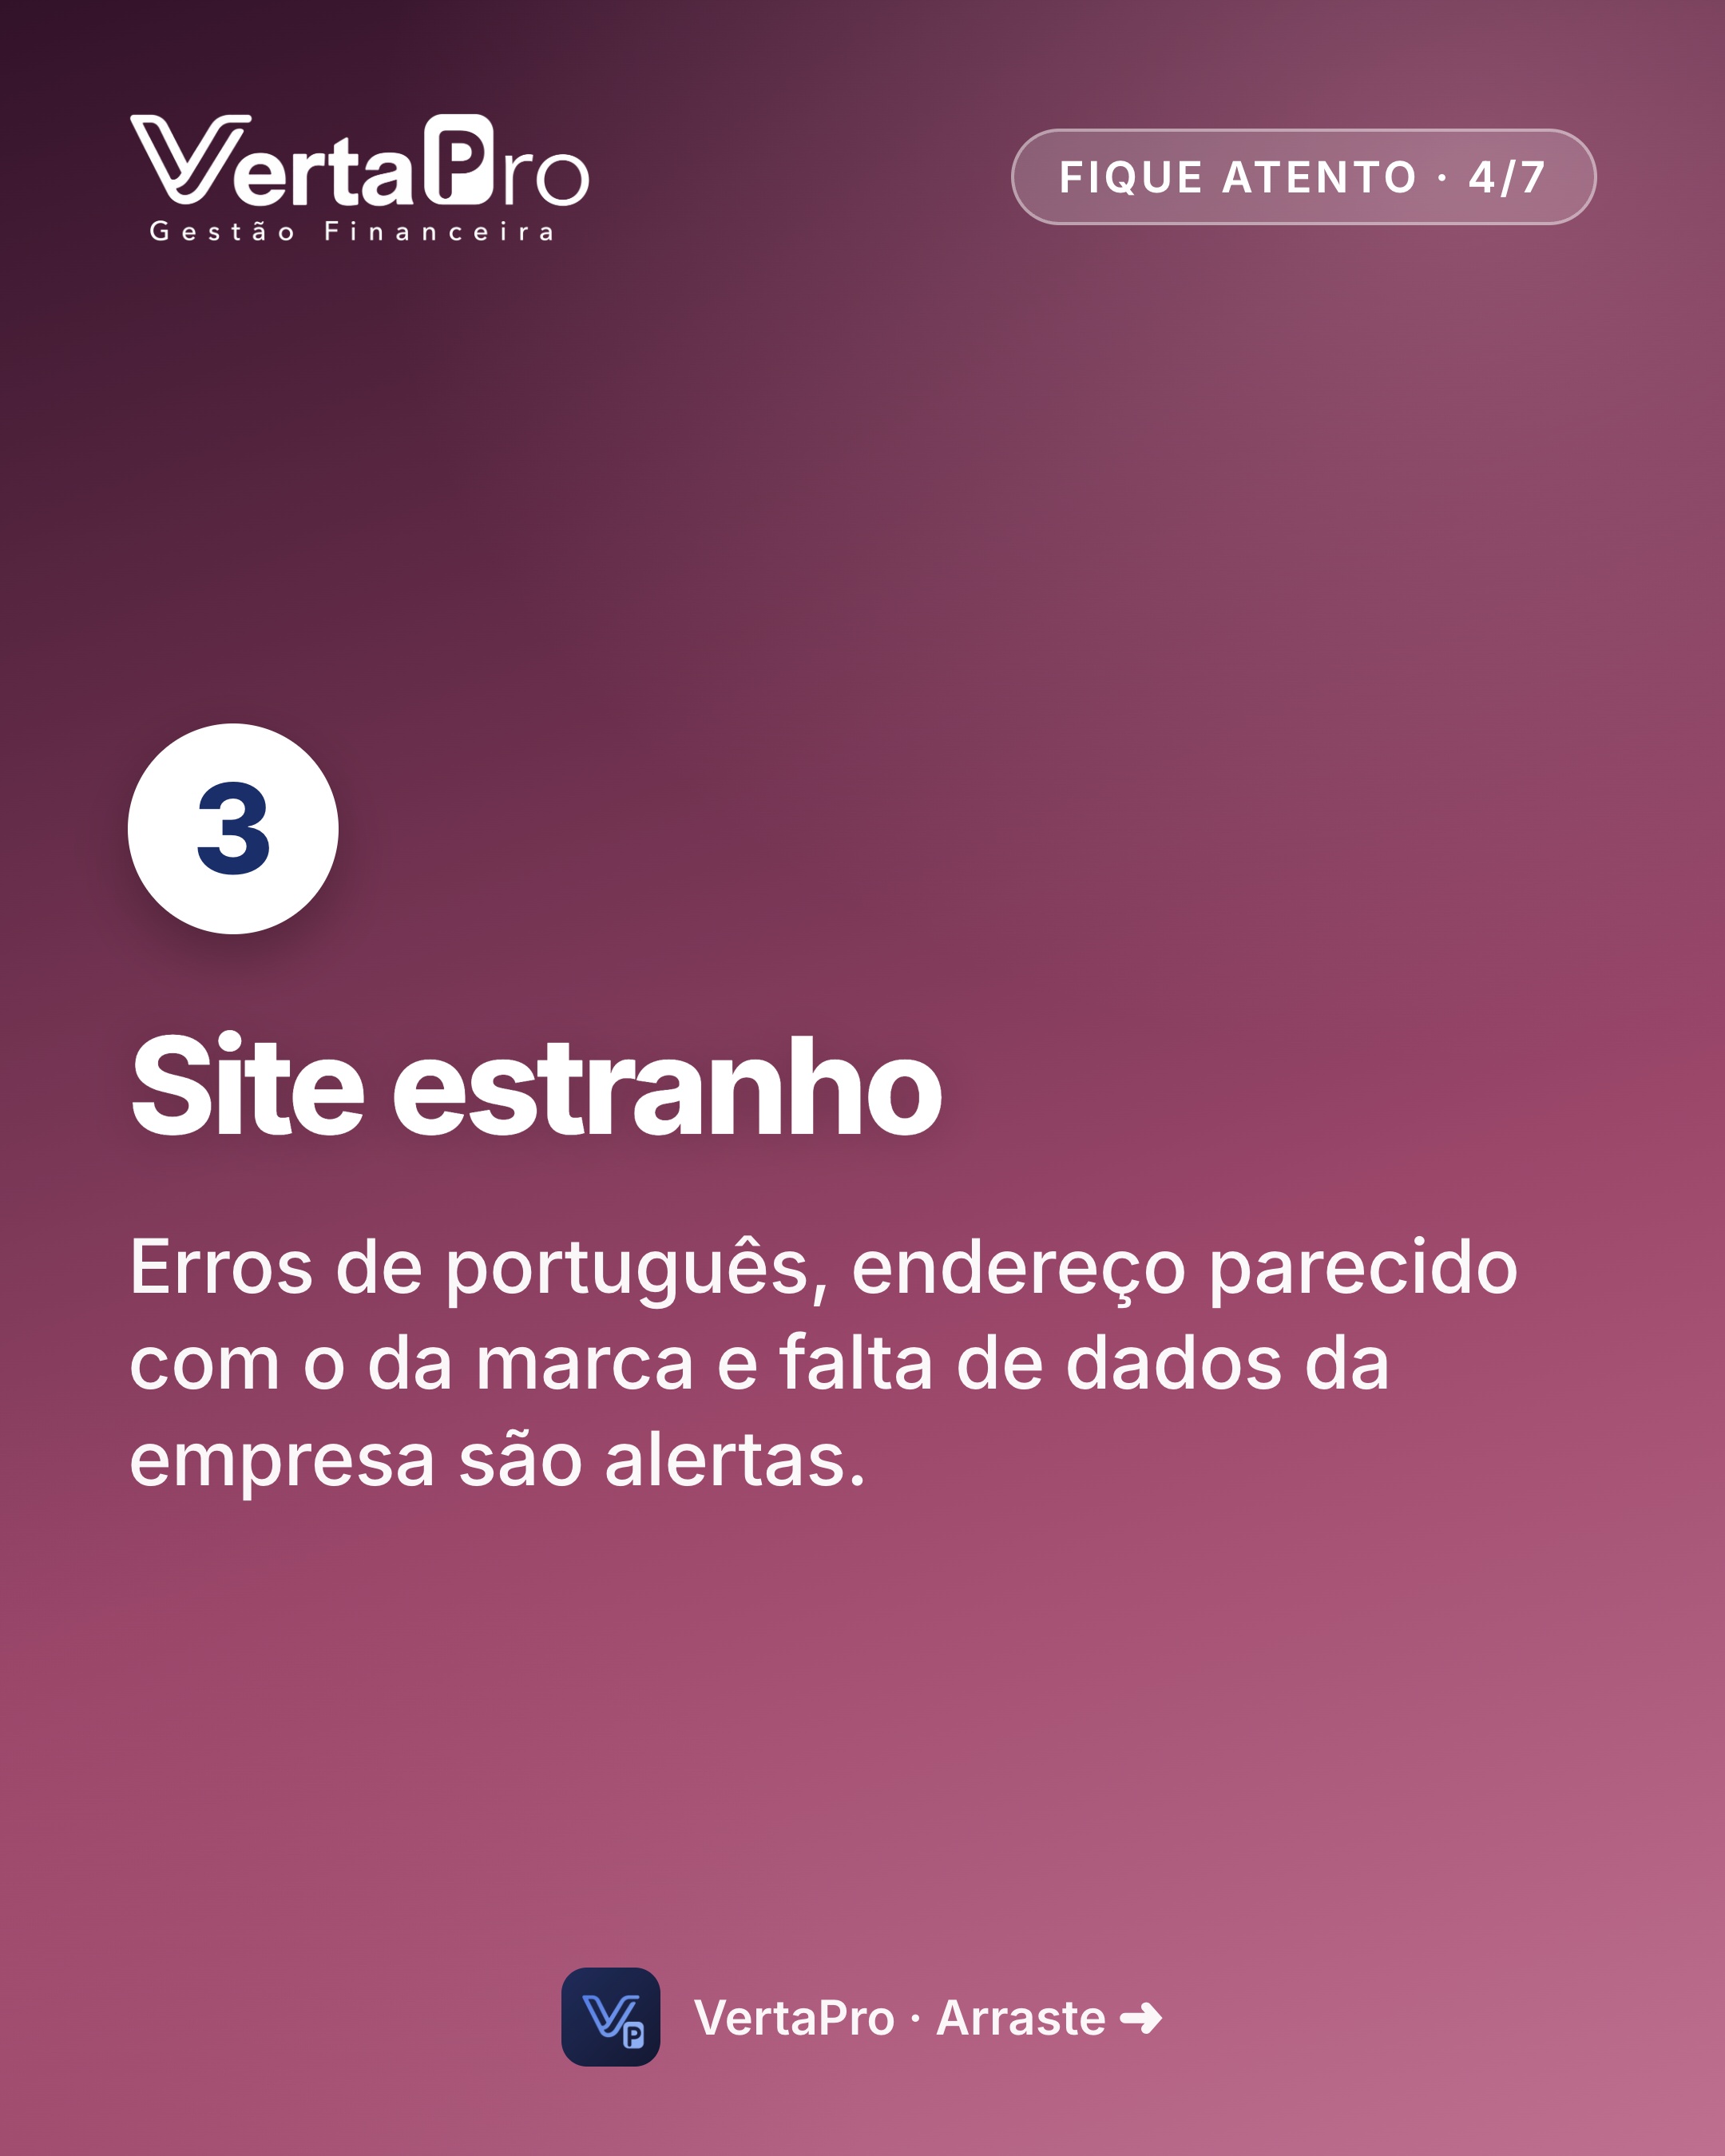 VertaPro
Gestão Financeira
FIQUE ATENTO · 4/7
3
Site estranho
Erros de português, endereço parecido
com o da marca e falta de dados da
empresa são alertas.
VP
VertaPro · Arraste ➜